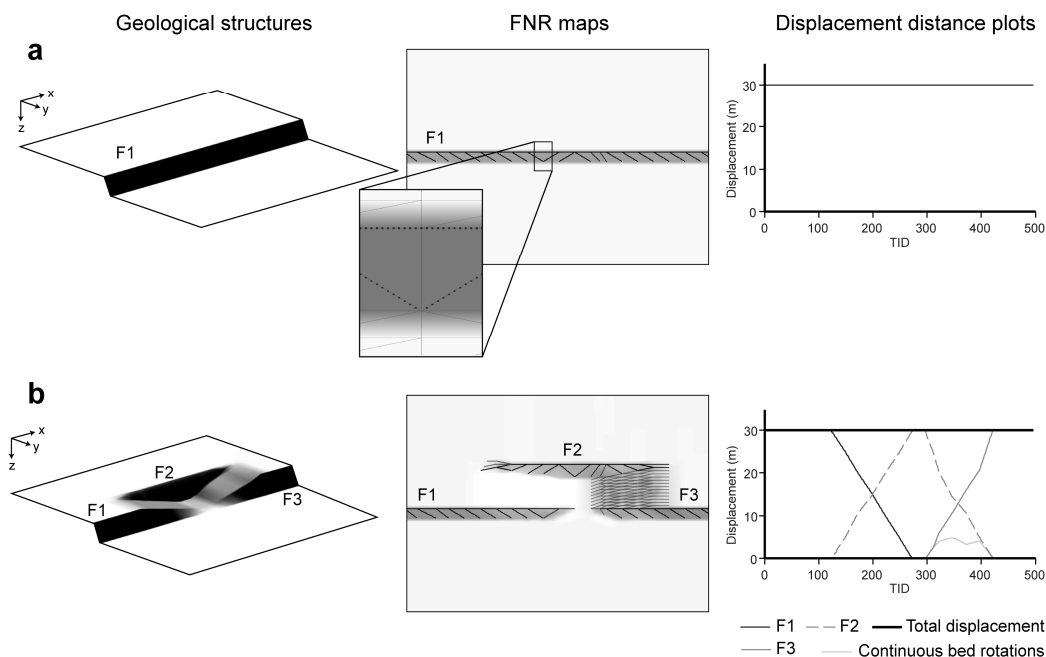 Geological structures
FNR maps
Displacement distance plots
a
x
y
z
F1
F1
Displacement (m)
30
20
10
0
0 100 200 300 400 500
TID
b
x
y
z
F2
F1
F3
F2
F1
F3
Displacement (m)
30
20
10
0
0 100 200 300 400 500
TID
F1 F2 Total displacement
F3 Continuous bed rotations